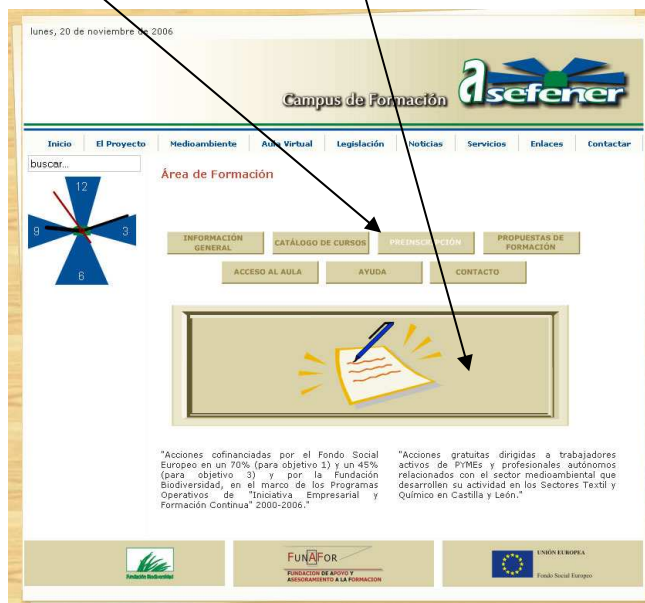 lunes, 20 de noviembre de 2006
Campus de Formación
asefener
Inicio El Proyecto Medioambiente Aula Virtual Legislación Noticias Servicios Enlaces Contactar
buscar...
12
9 3
6
Área de Formación
INFORMACIÓN GENERAL
CATÁLOGO DE CURSOS
PREINSCRIPCIÓN
PROPUESTAS DE FORMACIÓN
ACCESO AL AULA AYUDA CONTACTO
"Acciones cofinanciadas por el Fondo Social
Europeo en un 70% (para objetivo 1) y un 45%
(para objetivo 3) y por la Fundación
Biodiversidad, en el marco de los Programas
Operativos de "Iniciativa Empresarial y
Formación Continua" 2000-2006."
"Acciones gratuitas dirigidas a trabajadores
activos de PYMEs y profesionales autónomos
relacionados con el sector medioambiental que
desarrollen su actividad en los Sectores Textil y
Químico en Castilla y León."
Fundación Biodiversidad
FUNAFOR
FUNDACION DE APOYO Y
ASESORAMIENTO A LA FORMACION
UNIÓN EUROPEA
Fondo Social Europeo